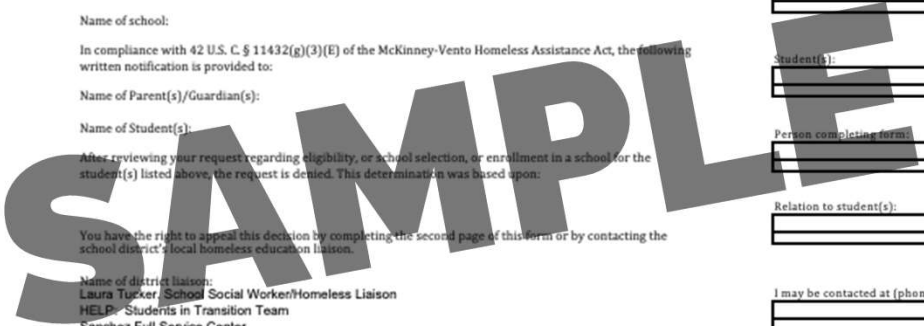 Name of school:
In compliance with 42 U.S. C. § 11432(g)(3)(E) of the McKinney-Vento Homeless Assistance Act, the following
written notification is provided to:
Name of Parent(s)/Guardian(s):
Name of Student(s):
After reviewing your request regarding eligibility, or school selection, or enrollment in a school for the
student(s) listed above, the request is denied. This determination was based upon:
You have the right to appeal this decision by completing the second page of this form or by contacting the
school district's local homeless education liaison.
Name of district liaison:
Laura Tucker, School Social Worker/Homeless Liaison
HELP - Students in Transition Team
Sanchez Full Service Center
SAMPLE
Student(s):
Person completing form:
Relation to student(s):
I may be contacted at (phon